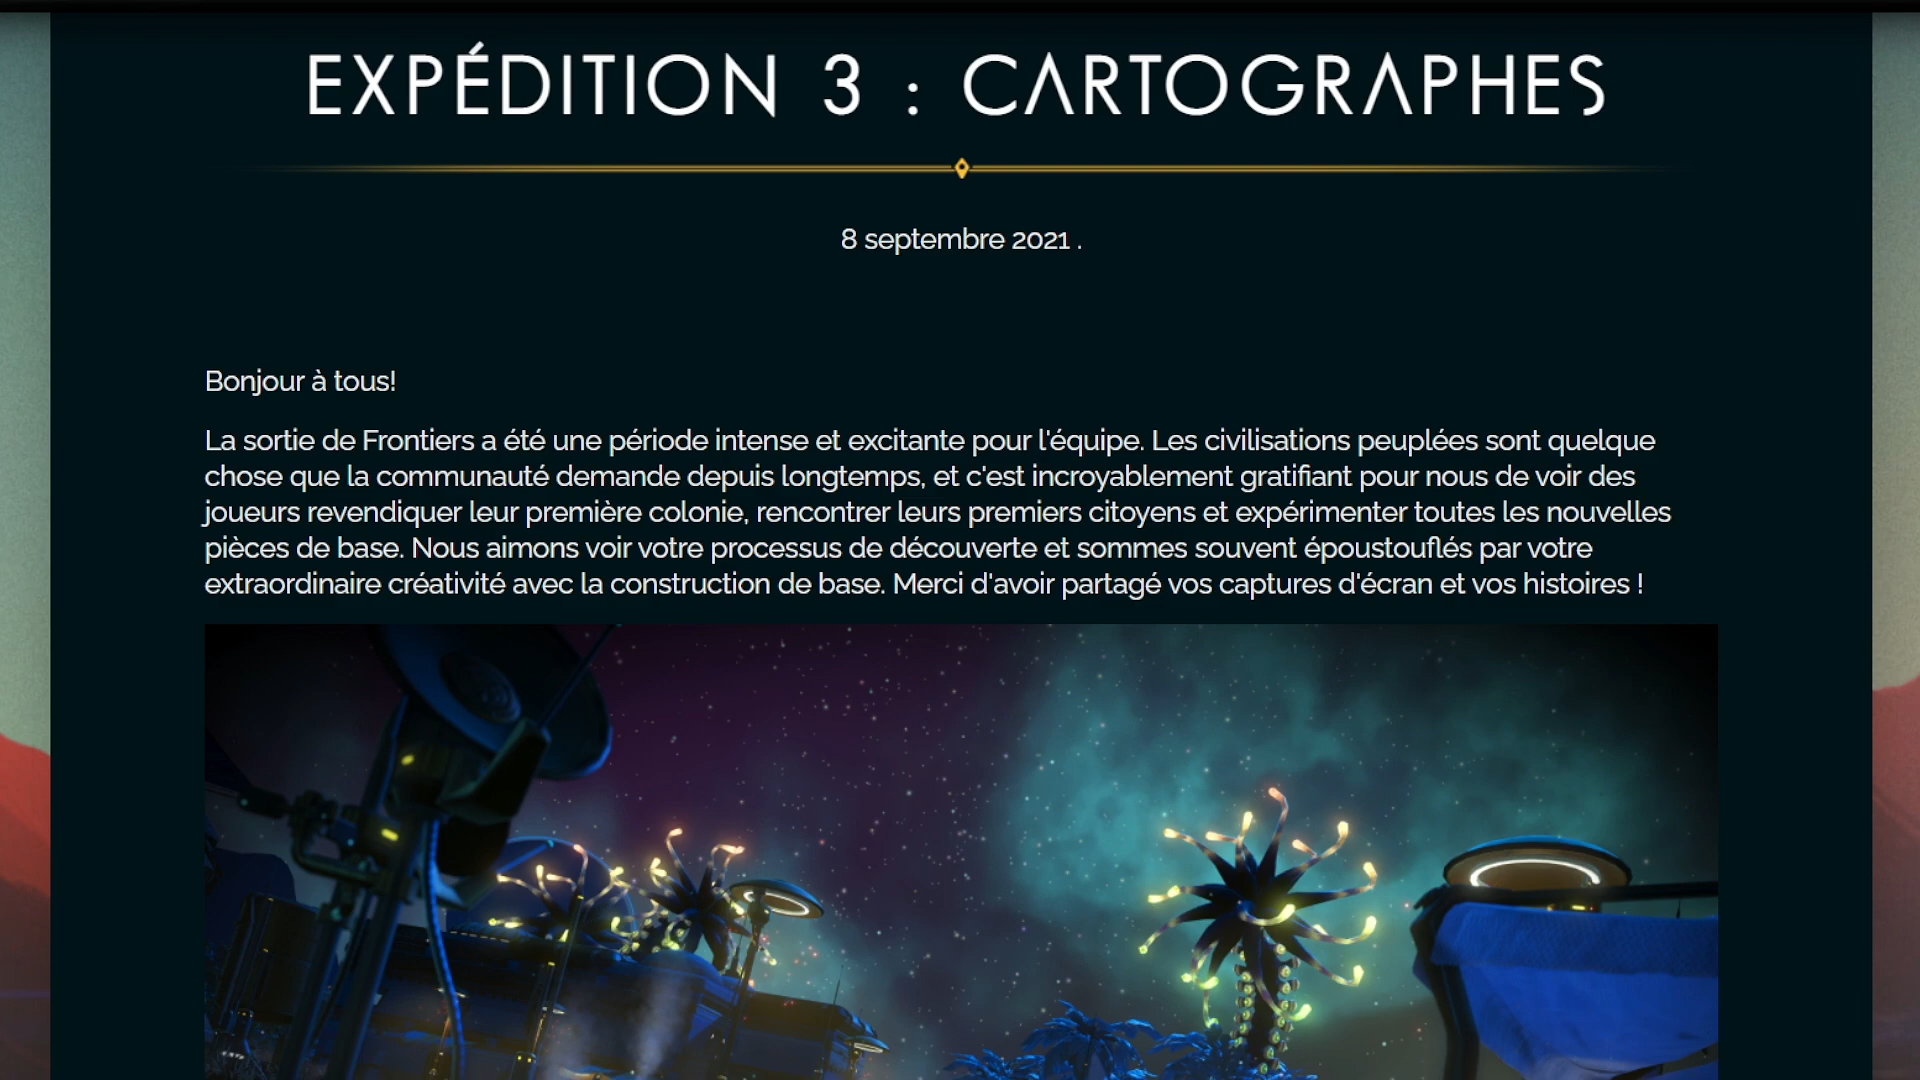 EXPÉDITION 3 : CARTOGRAPHES
8 septembre 2021 .
Bonjour à tous!
La sortie de Frontiers a été une période intense et excitante pour l'équipe. Les civilisations peuplées sont quelque
chose que la communauté demande depuis longtemps, et c'est incroyablement gratifiant pour nous de voir des
joueurs revendiquer leur première colonie, rencontrer leurs premiers citoyens et expérimenter toutes les nouvelles
pièces de base. Nous aimons voir votre processus de découverte et sommes souvent époustouflés par votre
extraordinaire créativité avec la construction de base. Merci d'avoir partagé vos captures d'écran et vos histoires !